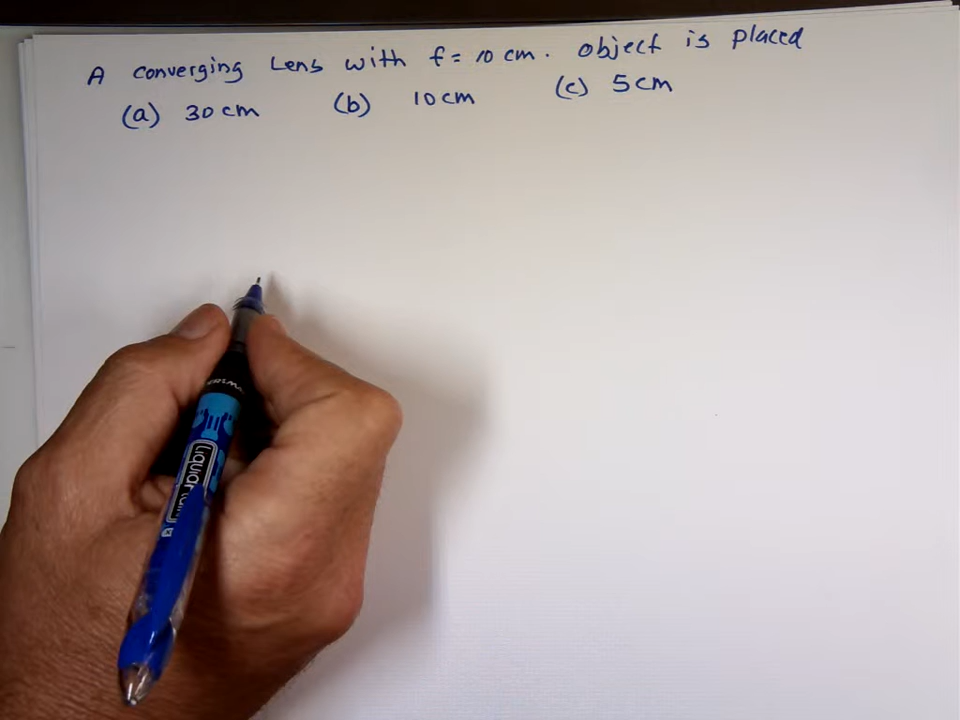 A converging Lens with f = 10 cm. object is placed
(a) 30 cm (b) 10 cm (c) 5 cm